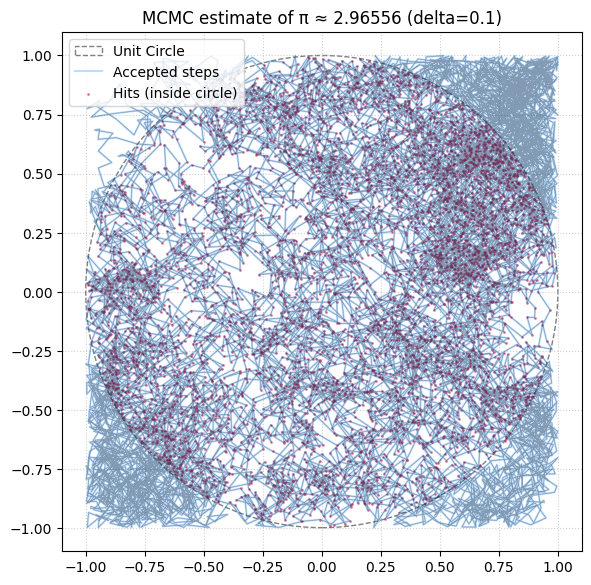 MCMC estimate of π ≈ 2.96556 (delta=0.1)
Unit Circle
Accepted steps
Hits (inside circle)
1.00
0.75
0.50
0.25
0.00
−0.25
−0.50
−0.75
−1.00
−1.00 −0.75 −0.50 −0.25 0.00 0.25 0.50 0.75 1.00